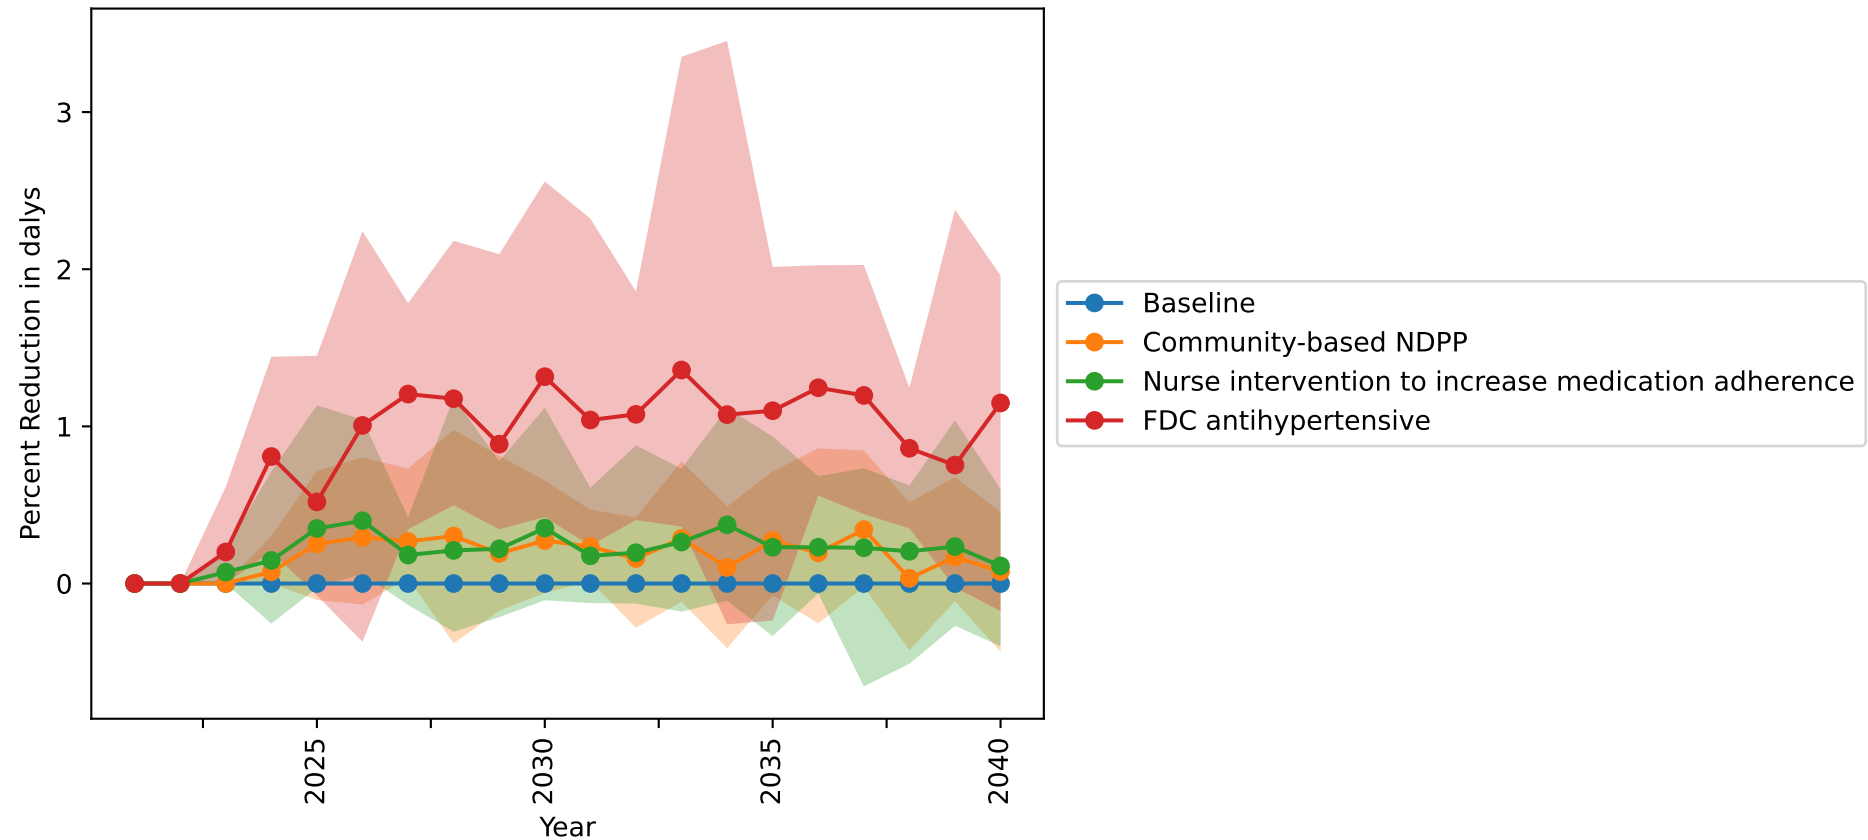 3
2
1
0
Percent Reduction in dalys
2025
2030
2035
2040
Year
Baseline
Community-based NDPP
Nurse intervention to increase medication adherence
FDC antihypertensive